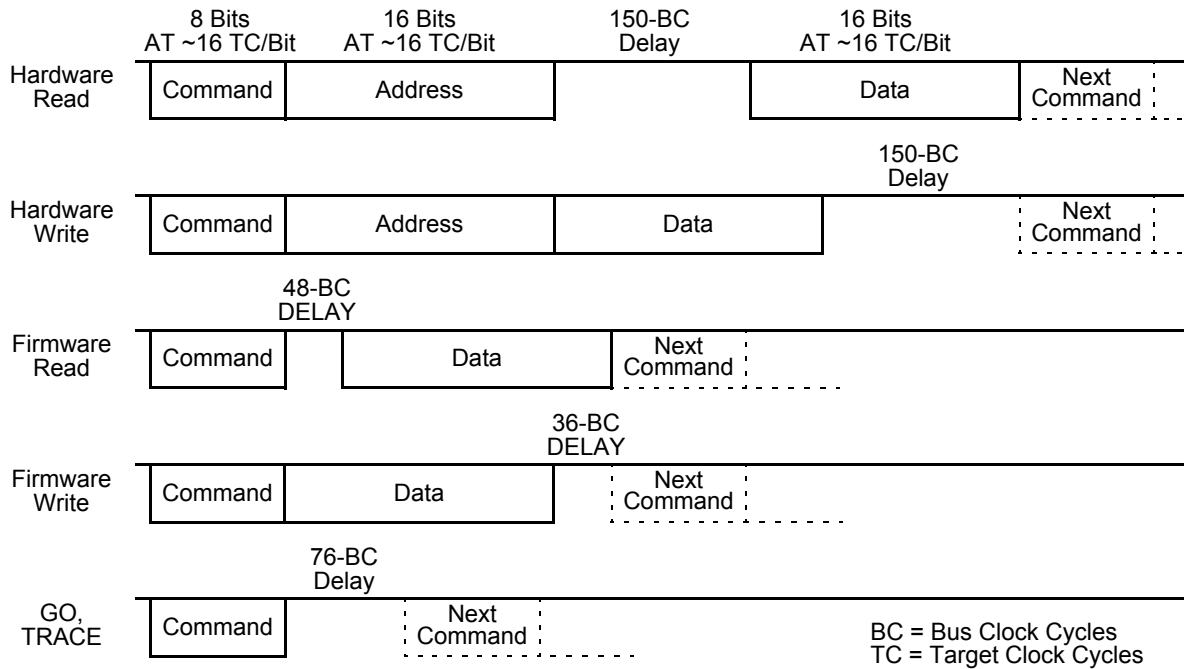 8 Bits
AT ~16 TC/Bit
16 Bits
AT ~16 TC/Bit
150-BC
Delay
16 Bits
AT ~16 TC/Bit
Hardware
Read
Command
Address
Data
Next
Command
150-BC
Delay
Hardware
Write
Command
Address
Data
Next
Command
48-BC
DELAY
Firmware
Read
Command
Data
Next
Command
36-BC
DELAY
Firmware
Write
Command
Data
Next
Command
76-BC
Delay
GO,
TRACE
Command
Next
Command
BC = Bus Clock Cycles
TC = Target Clock Cycles